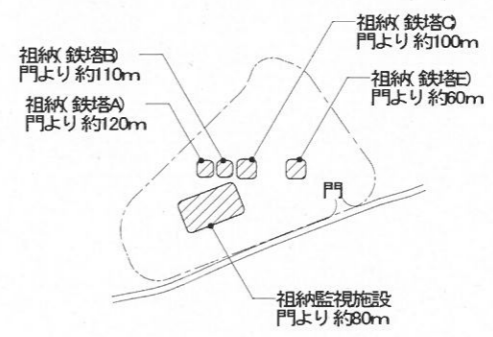 祖納(鉄塔C)
門より約100m
祖納(鉄塔B)
門より約110m
祖納(鉄塔E)
門より約60m
祖納(鉄塔A)
門より約120m
門
祖納監視施設
門より約80m